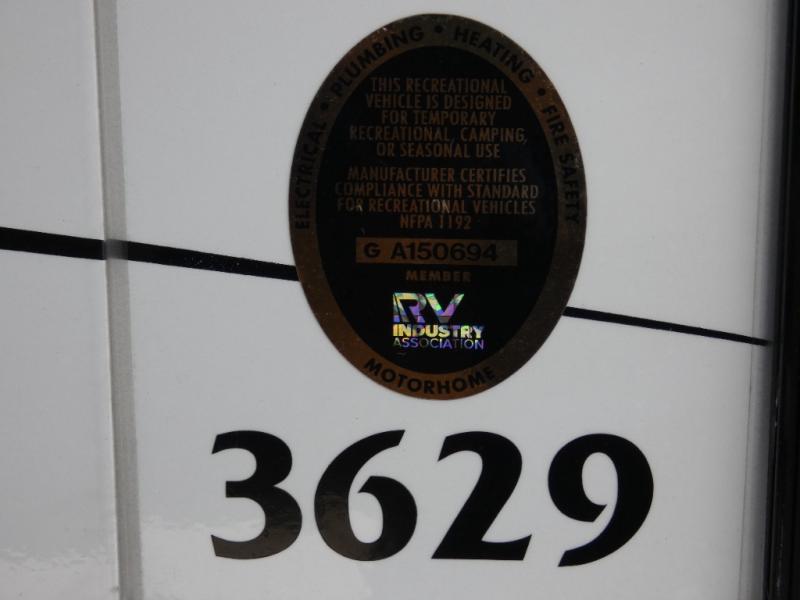 ELECTRICAL • PLUMBING • HEATING • FIRE SAFETY
THIS RECREATIONAL
VEHICLE IS DESIGNED
FOR TEMPORARY
RECREATIONAL, CAMPING,
OR SEASONAL USE
MANUFACTURER CERTIFIES
COMPLIANCE WITH STANDARD
FOR RECREATIONAL VEHICLES
NFPA 1192
G A150694
MEMBER
RV
INDUSTRY
ASSOCIATION
MOTORHOME
3629